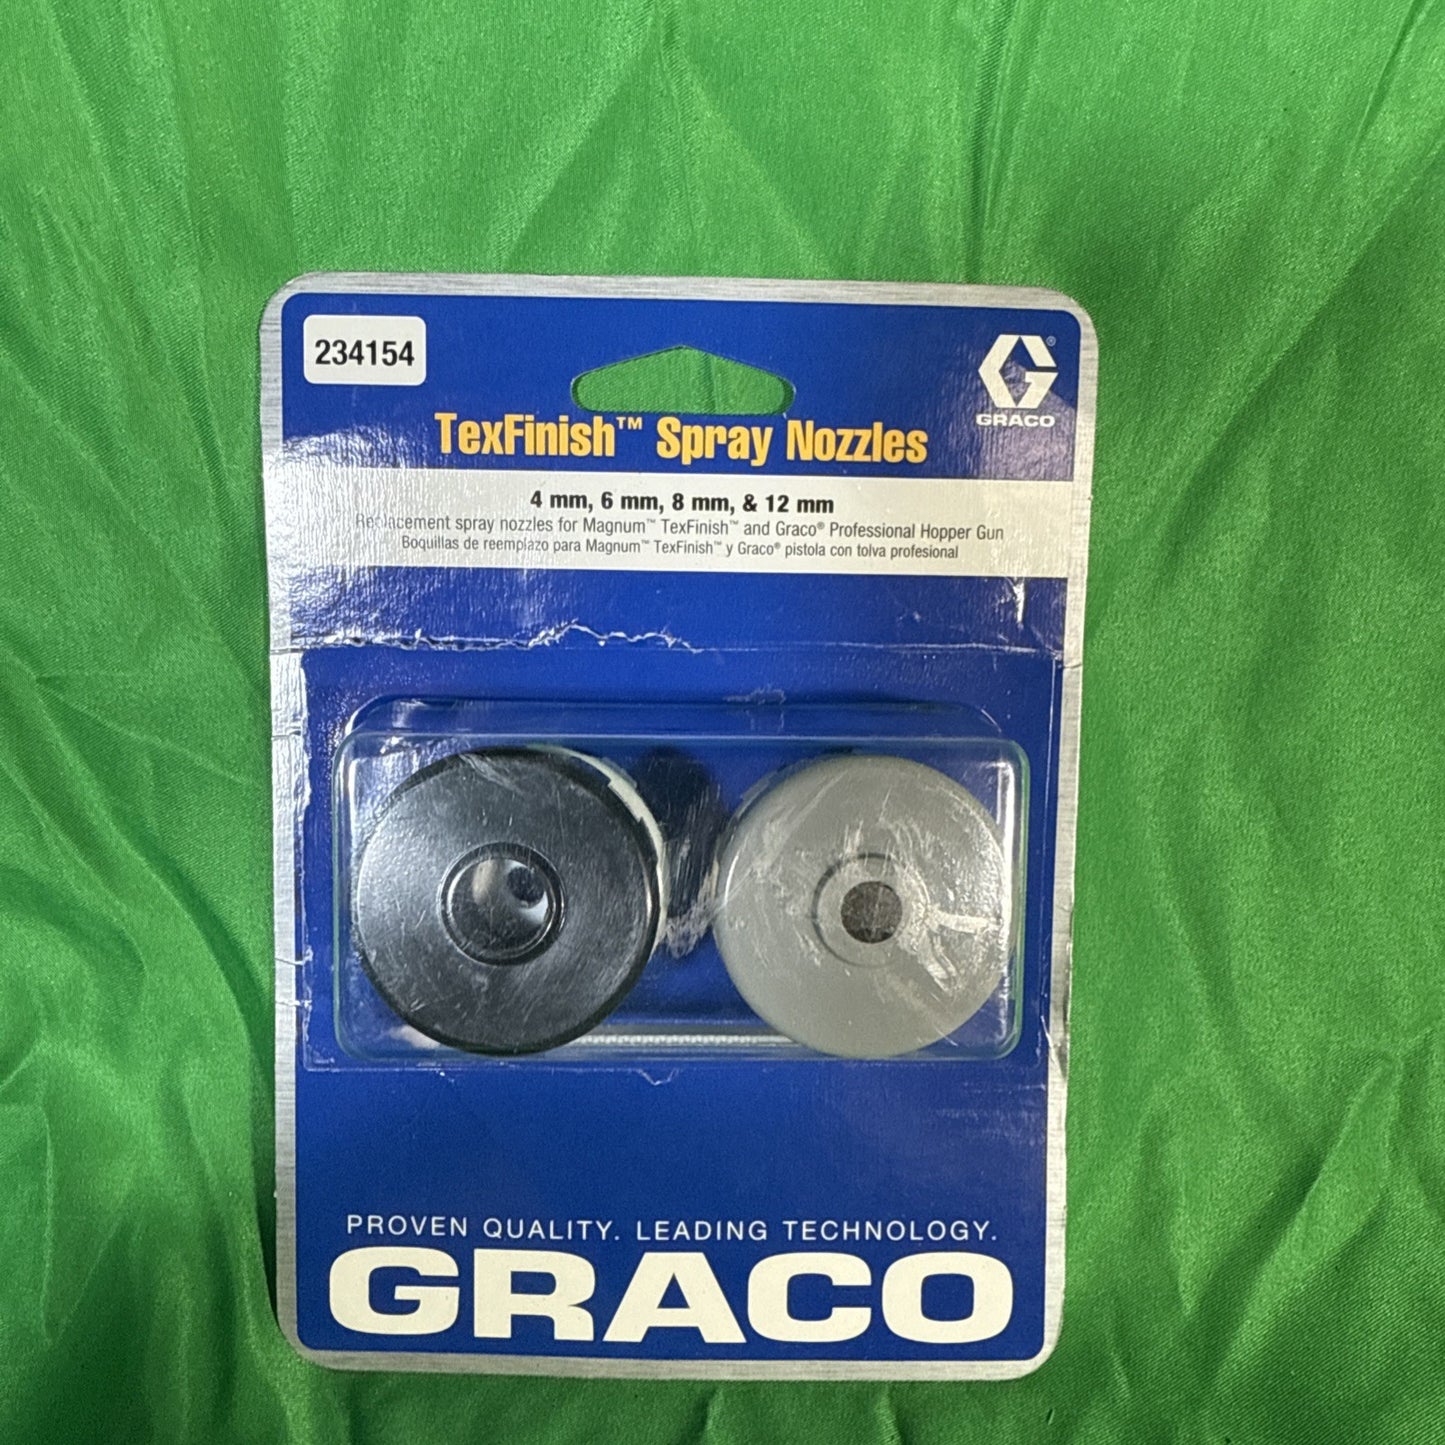 234154
GRACO
TexFinish™ Spray Nozzles
4 mm, 6 mm, 8 mm, & 12 mm
Replacement spray nozzles for Magnum™ TexFinish™ and Graco® Professional Hopper Gun
Boquillas de reemplazo para Magnum™ TexFinish™ y Graco® pistola con tolva profesional
PROVEN QUALITY. LEADING TECHNOLOGY.
GRACO